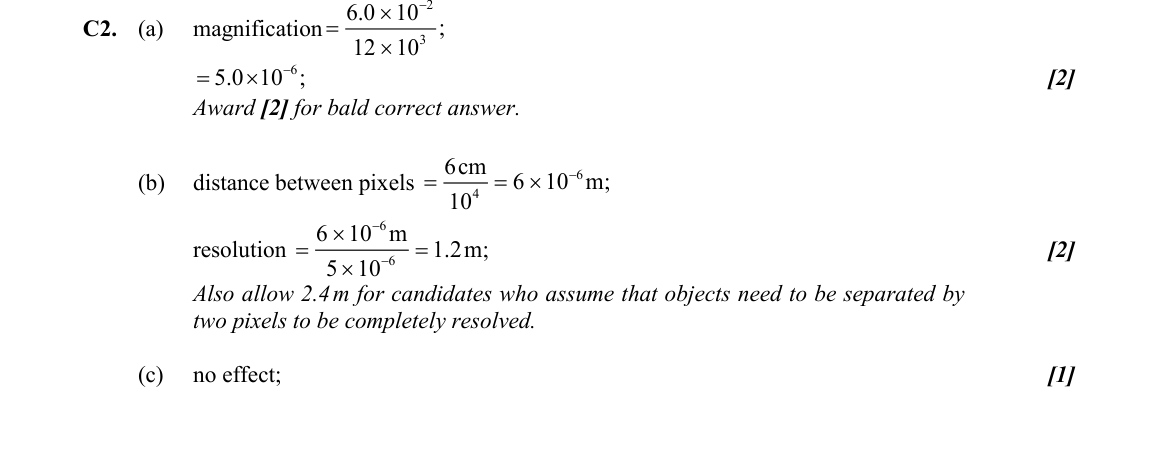 C2. (a) magnification = 6.0 × 10⁻² / 12 × 10³ ;
= 5.0×10⁻⁶;
[2]
Award [2] for bald correct answer.
(b) distance between pixels = 6 cm / 10⁴ = 6 × 10⁻⁶ m;
resolution = 6 × 10⁻⁶ m / 5 × 10⁻⁶ = 1.2 m;
[2]
Also allow 2.4 m for candidates who assume that objects need to be separated by
two pixels to be completely resolved.
(c) no effect;
[1]